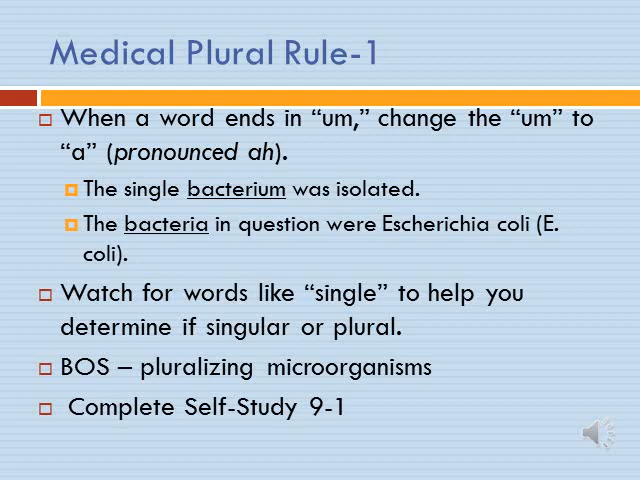 Medical Plural Rule-1
When a word ends in “um,” change the “um” to
“a” (pronounced ah).
The single bacterium was isolated.
The bacteria in question were Escherichia coli (E.
coli).
Watch for words like “single” to help you
determine if singular or plural.
BOS – pluralizing microorganisms
Complete Self-Study 9-1